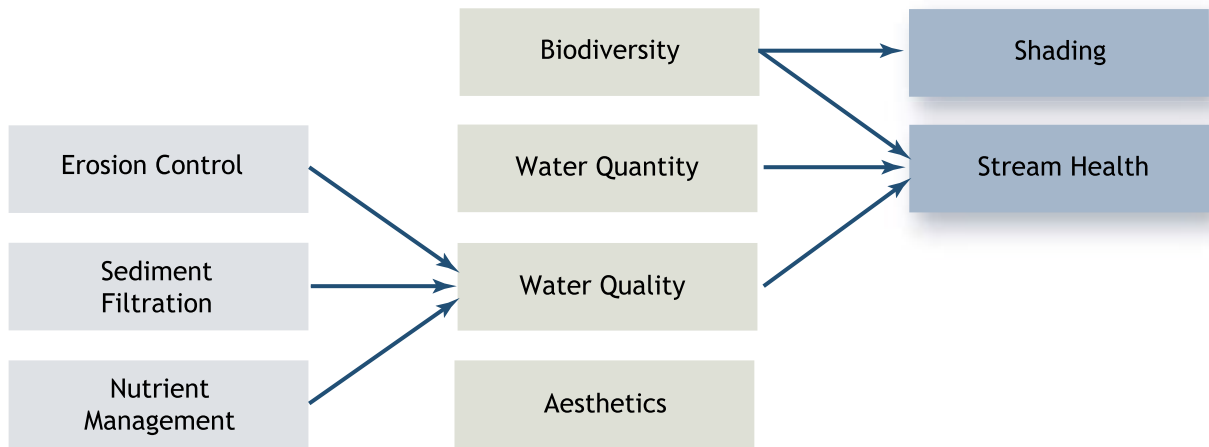 Biodiversity
Shading
Erosion Control
Water Quantity
Stream Health
Sediment
Filtration
Water Quality
Nutrient
Management
Aesthetics